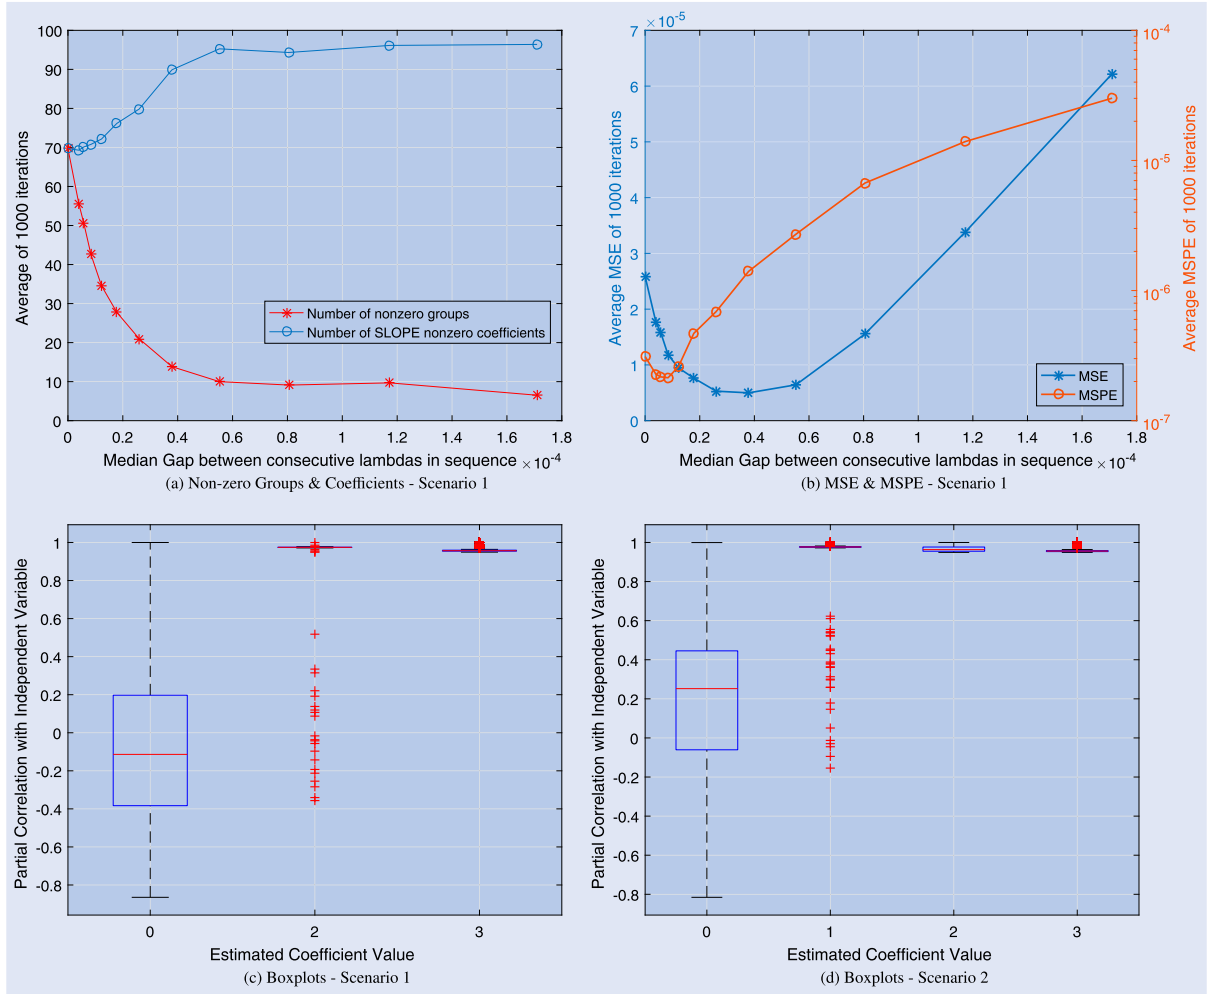 100
90
80
70
60
50
40
30
20
10
0
Average of 1000 iterations
Number of nonzero groups
Number of SLOPE nonzero coefficients
0 0.2 0.4 0.6 0.8 1 1.2 1.4 1.6 1.8
Median Gap between consecutive lambdas in sequence ×10-4
(a) Non-zero Groups & Coefficients - Scenario 1
×10-5
7
6
5
4
3
2
1
0
Average MSE of 1000 iterations
10-4
10-5
10-6
10-7
Average MSPE of 1000 iterations
MSE
MSPE
0 0.2 0.4 0.6 0.8 1 1.2 1.4 1.6 1.8
Median Gap between consecutive lambdas in sequence ×10-4
(b) MSE & MSPE - Scenario 1
1
0.8
0.6
0.4
0.2
0
-0.2
-0.4
-0.6
-0.8
Partial Correlation with Independent Variable
0 2 3
Estimated Coefficient Value
(c) Boxplots - Scenario 1
1
0.8
0.6
0.4
0.2
0
-0.2
-0.4
-0.6
-0.8
Partial Correlation with Independent Variable
0 1 2 3
Estimated Coefficient Value
(d) Boxplots - Scenario 2